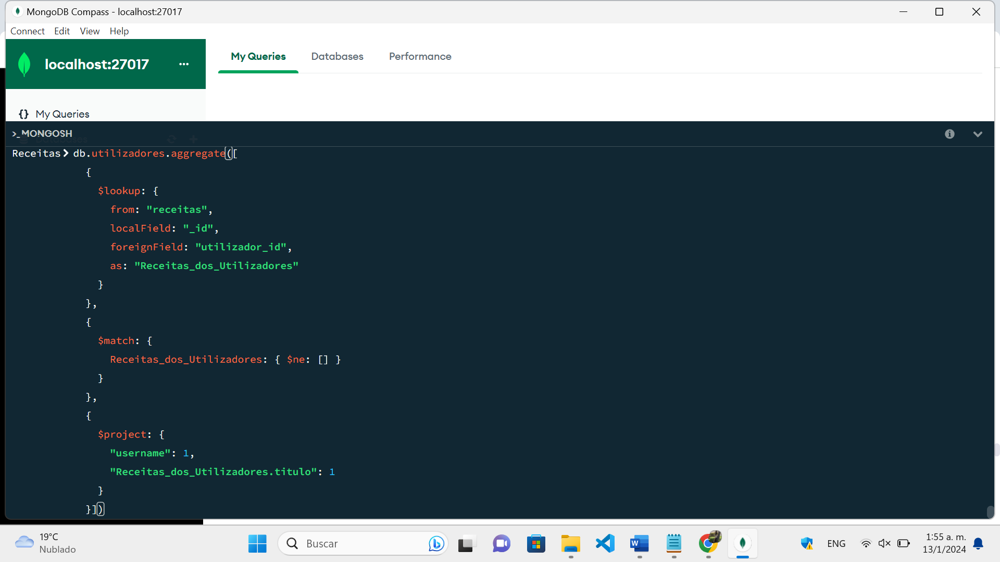 MongoDB Compass - localhost:27017
Connect Edit View Help
localhost:27017 ...
My Queries Databases Performance
{} My Queries
>_MONGOSH
Databases
Receitas> db.utilizadores.aggregate([
{
$lookup: {
from: "receitas",
localField: "_id",
foreignField: "utilizador_id",
as: "Receitas_dos_Utilizadores"
}
},
{
$match: {
Receitas_dos_Utilizadores: { $ne: [] }
}
},
{
$project: {
"username": 1,
"Receitas_dos_Utilizadores.titulo": 1
}
}])
19°C
Nublado
Buscar
ENG
1:55 a. m.
13/1/2024